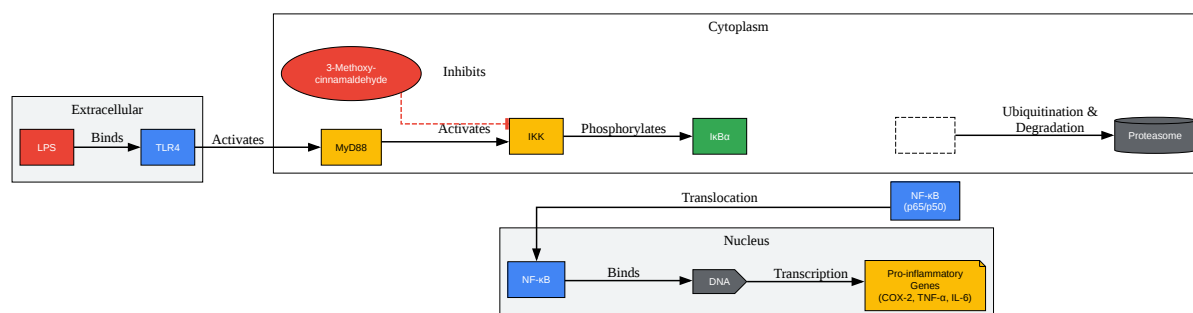 Cytoplasm
3-Methoxy-
cinnamaldehyde
Inhibits
Extracellular
LPS
Binds
TLR4
Activates
MyD88
Activates
IKK
Phosphorylates
IκBα
Ubiquitination &
Degradation
Proteasome
Translocation
NF-κB
(p65/p50)
Nucleus
NF-κB
Binds
DNA
Transcription
Pro-inflammatory
Genes
(COX-2, TNF-α, IL-6)